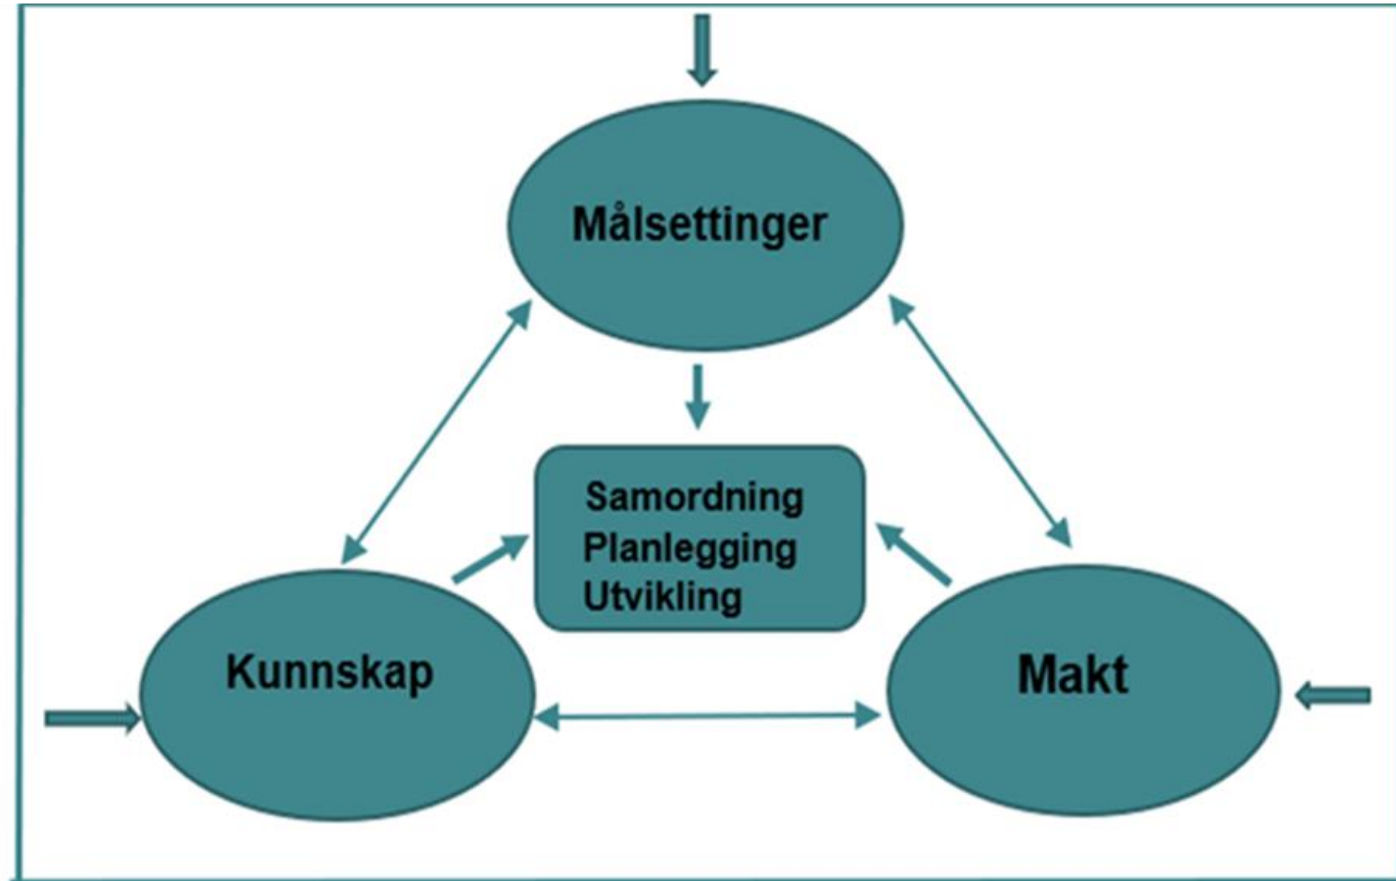 Målsettinger
Samordning
Planlegging
Utvikling
Kunnskap
Makt